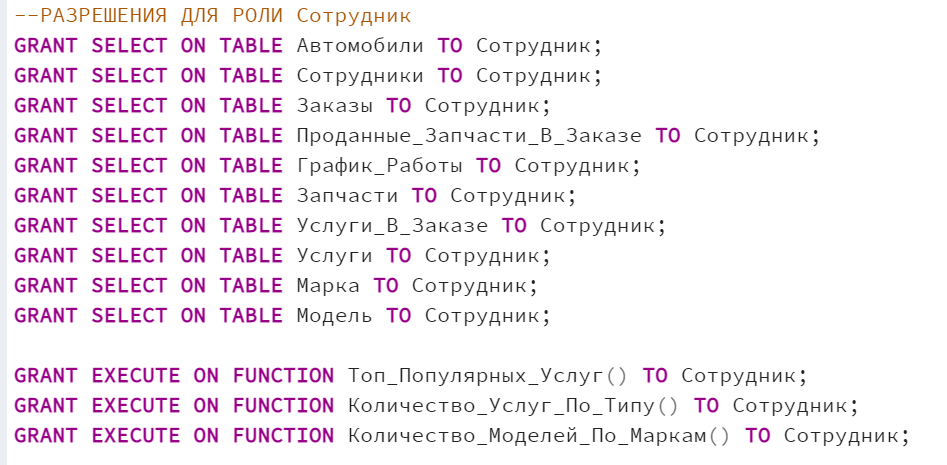 --РАЗРЕШЕНИЯ ДЛЯ РОЛИ Сотрудник
GRANT SELECT ON TABLE Автомобили TO Сотрудник;
GRANT SELECT ON TABLE Сотрудники TO Сотрудник;
GRANT SELECT ON TABLE Заказы TO Сотрудник;
GRANT SELECT ON TABLE Проданные_Запчасти_В_Заказе TO Сотрудник;
GRANT SELECT ON TABLE График_Работы TO Сотрудник;
GRANT SELECT ON TABLE Запчасти TO Сотрудник;
GRANT SELECT ON TABLE Услуги_В_Заказе TO Сотрудник;
GRANT SELECT ON TABLE Услуги TO Сотрудник;
GRANT SELECT ON TABLE Марка TO Сотрудник;
GRANT SELECT ON TABLE Модель TO Сотрудник;
GRANT EXECUTE ON FUNCTION Топ_Популярных_Услуг() TO Сотрудник;
GRANT EXECUTE ON FUNCTION Количество_Услуг_По_Типу() TO Сотрудник;
GRANT EXECUTE ON FUNCTION Количество_Моделей_По_Маркам() TO Сотрудник;